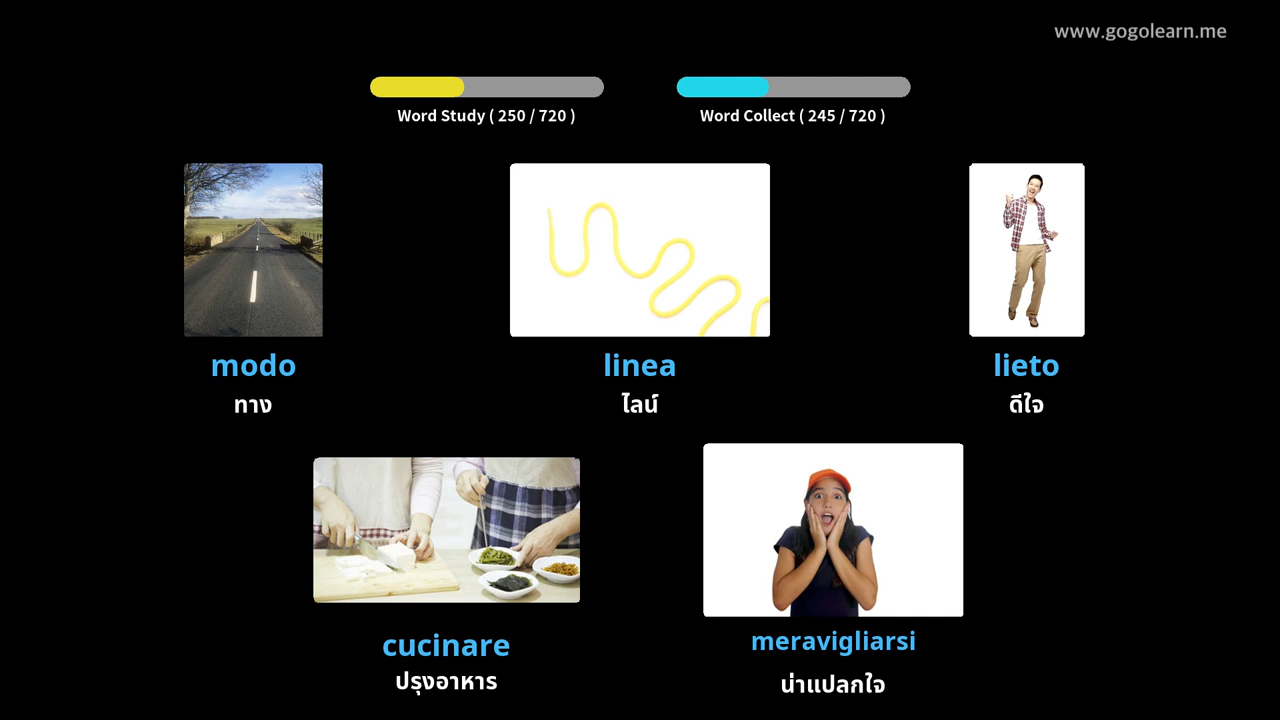 www.gogolearn.me
Word Study ( 250 / 720 )
Word Collect ( 245 / 720 )
modo
ทาง
linea
ไลน์
lieto
ดีใจ
cucinare
ปรุงอาหาร
meravigliarsi
น่าแปลกใจ